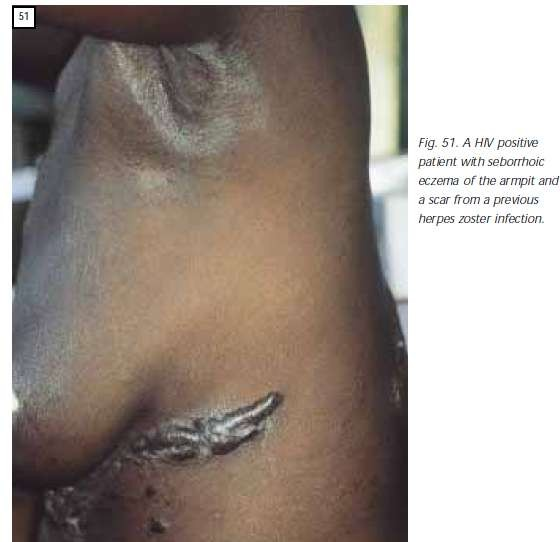 51
Fig. 51. A HIV positive
patient with seborrhoic
eczema of the armpit and
a scar from a previous
herpes zoster infection.